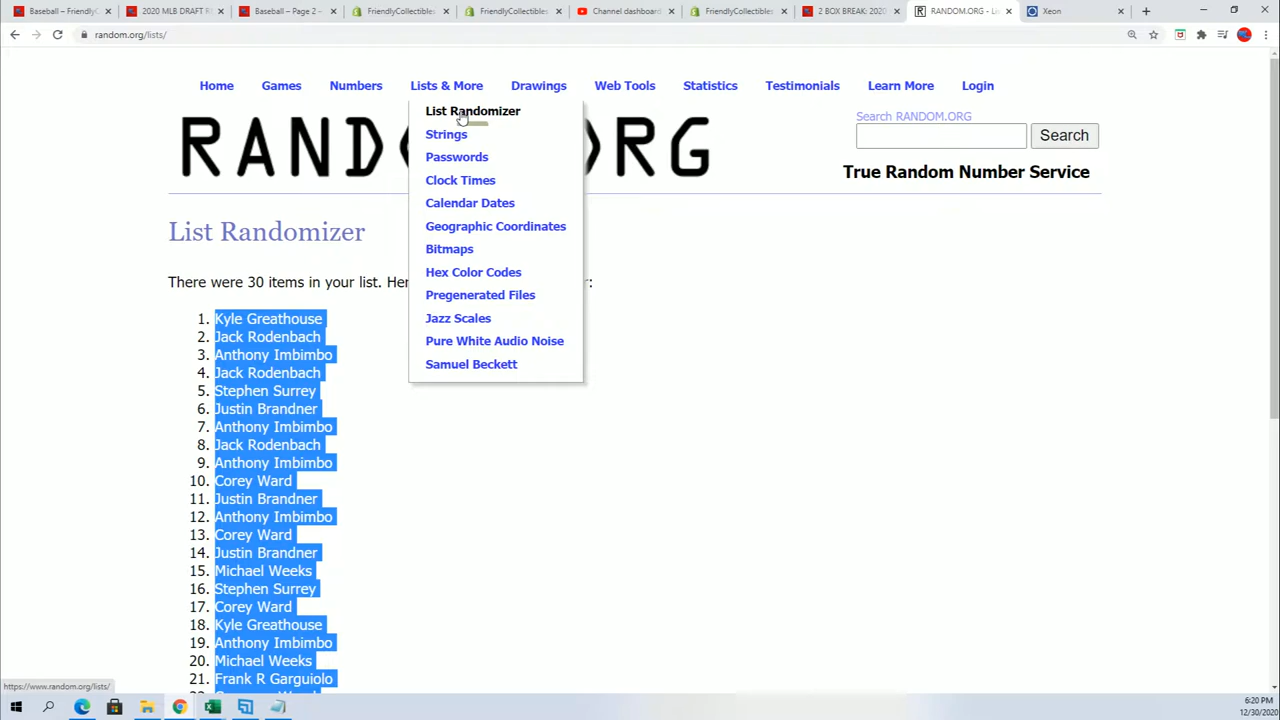 Baseball – FriendlyC
2020 MLB DRAFT R
Baseball – Page 2 –
FriendlyCollectibles
FriendlyCollectibles
Channel dashboard
FriendlyCollectibles
2 BOX BREAK: 2020
RANDOM.ORG - Li
Xeon
random.org/lists/
Home Games Numbers Lists & More Drawings Web Tools Statistics Testimonials Learn More Login
List Randomizer
Strings
Passwords
Clock Times
Calendar Dates
Geographic Coordinates
Bitmaps
Hex Color Codes
Pregenerated Files
Jazz Scales
Pure White Audio Noise
Samuel Beckett
RAND RG
Search RANDOM.ORG
Search
True Random Number Service
List Randomizer
There were 30 items in your list. Her :
1. Kyle Greathouse
2. Jack Rodenbach
3. Anthony Imbimbo
4. Jack Rodenbach
5. Stephen Surrey
6. Justin Brandner
7. Anthony Imbimbo
8. Jack Rodenbach
9. Anthony Imbimbo
10. Corey Ward
11. Justin Brandner
12. Anthony Imbimbo
13. Corey Ward
14. Justin Brandner
15. Michael Weeks
16. Stephen Surrey
17. Corey Ward
18. Kyle Greathouse
19. Anthony Imbimbo
20. Michael Weeks
21. Frank R Garguiolo
https://www.random.org/lists/
6:20 PM
12/30/2020